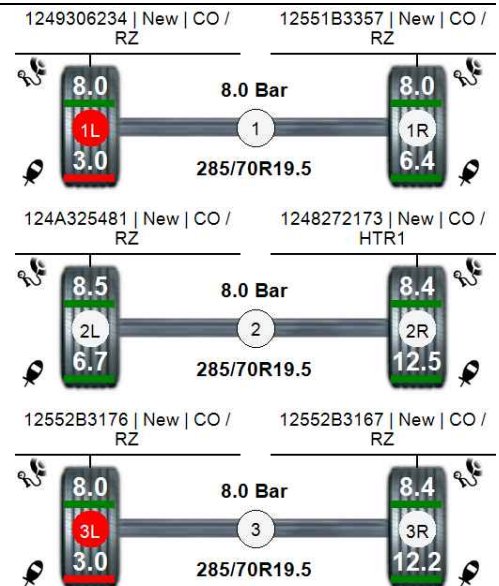 1249306234 | New | CO /
RZ
12551B3357 | New | CO /
RZ
8.0
8.0 Bar
8.0
1L
1
1R
3.0
285/70R19.5
6.4
124A325481 | New | CO /
RZ
1248272173 | New | CO /
HTR1
8.5
8.0 Bar
8.4
2L
2
2R
6.7
285/70R19.5
12.5
12552B3176 | New | CO /
RZ
12552B3167 | New | CO /
RZ
8.0
8.0 Bar
8.4
3L
3
3R
3.0
285/70R19.5
12.2